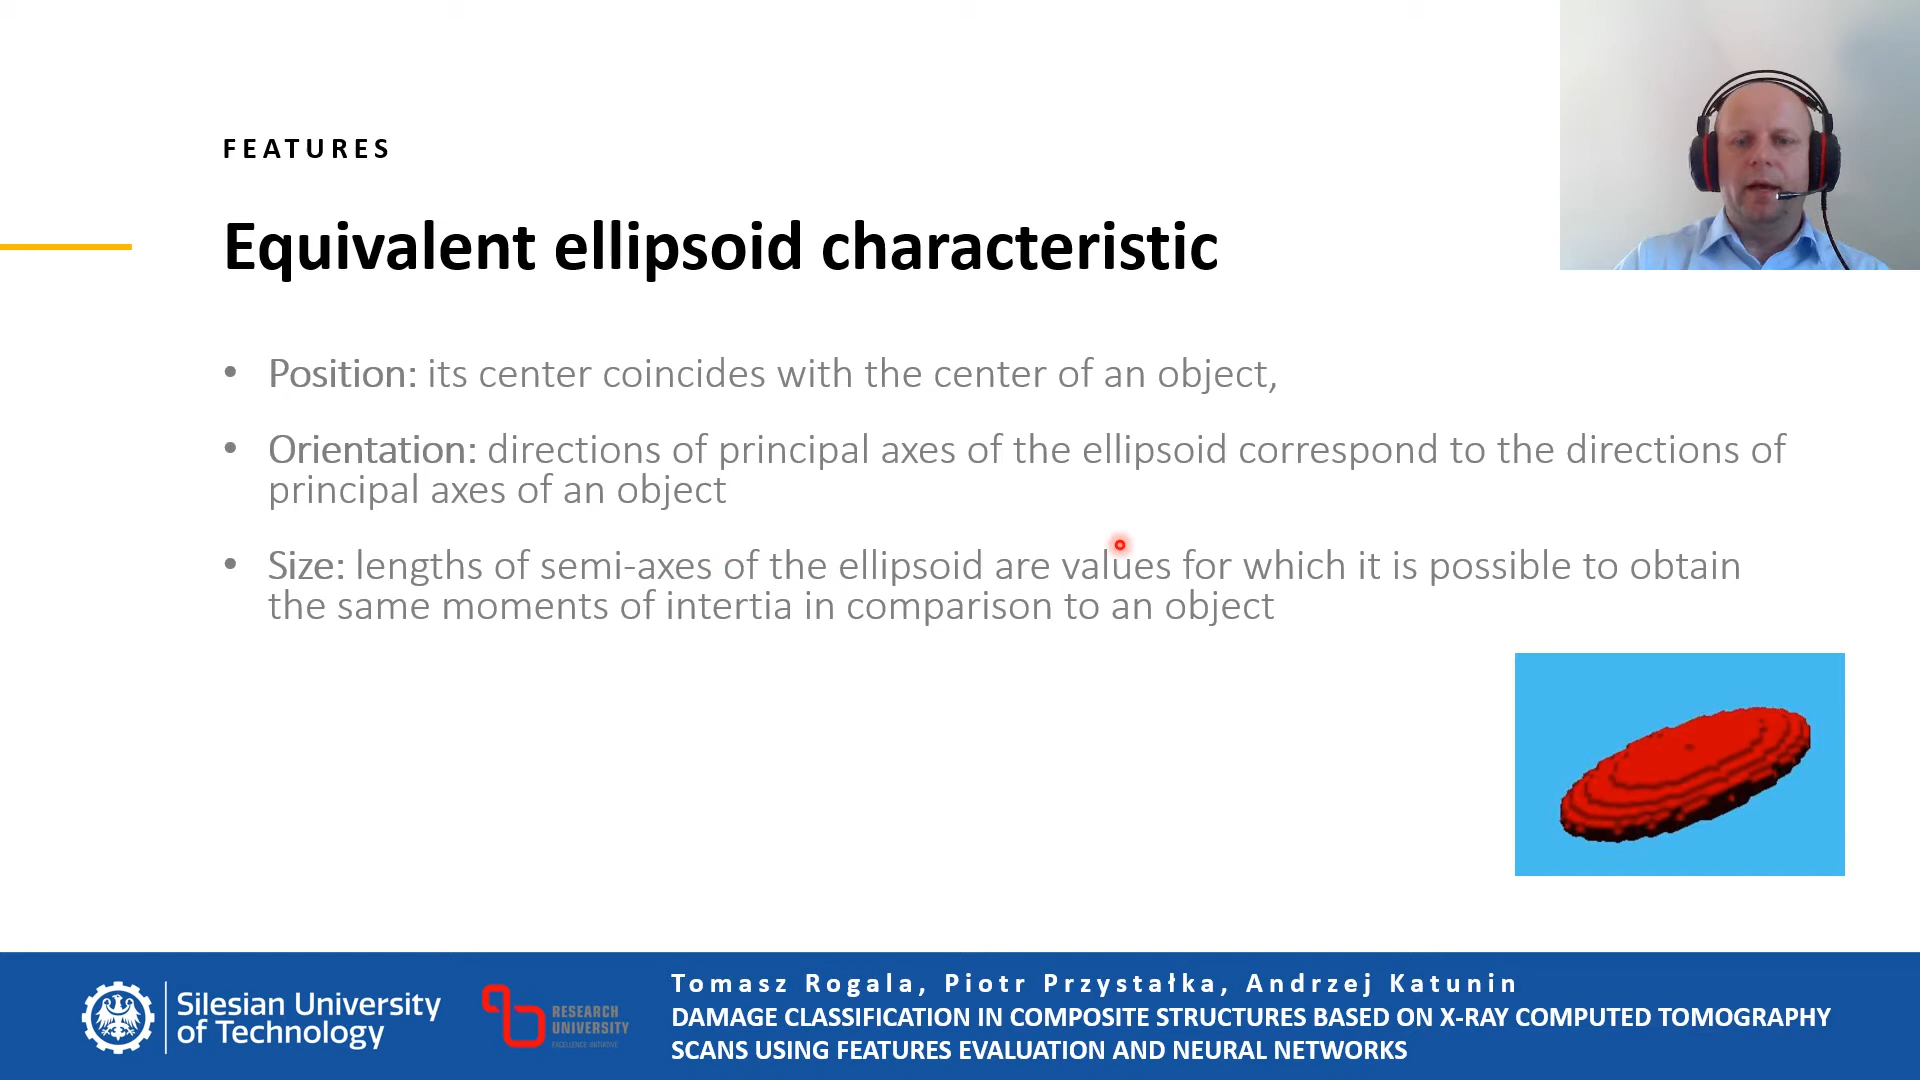 FEATURES
Equivalent ellipsoid characteristic
• Position: its center coincides with the center of an object,
• Orientation: directions of principal axes of the ellipsoid correspond to the directions of
principal axes of an object
• Size: lengths of semi-axes of the ellipsoid are values for which it is possible to obtain
the same moments of intertia in comparison to an object
Silesian University
of Technology
RESEARCH
UNIVERSITY
EXCELLENCE INITIATIVE
Tomasz Rogala, Piotr Przystałka, Andrzej Katunin
DAMAGE CLASSIFICATION IN COMPOSITE STRUCTURES BASED ON X-RAY COMPUTED TOMOGRAPHY
SCANS USING FEATURES EVALUATION AND NEURAL NETWORKS